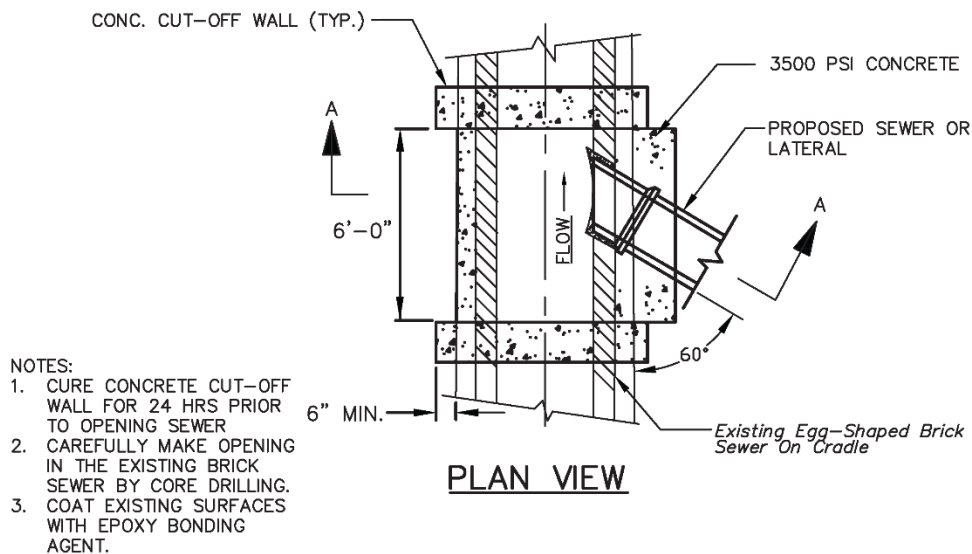 CONC. CUT-OFF WALL (TYP.)
3500 PSI CONCRETE
A
PROPOSED SEWER OR
LATERAL
A
6'-0"
FLOW
60°
NOTES:
1. CURE CONCRETE CUT-OFF
WALL FOR 24 HRS PRIOR
TO OPENING SEWER
2. CAREFULLY MAKE OPENING
IN THE EXISTING BRICK
SEWER BY CORE DRILLING.
3. COAT EXISTING SURFACES
WITH EPOXY BONDING
AGENT.
6" MIN.
Existing Egg-Shaped Brick
Sewer On Cradle
PLAN VIEW